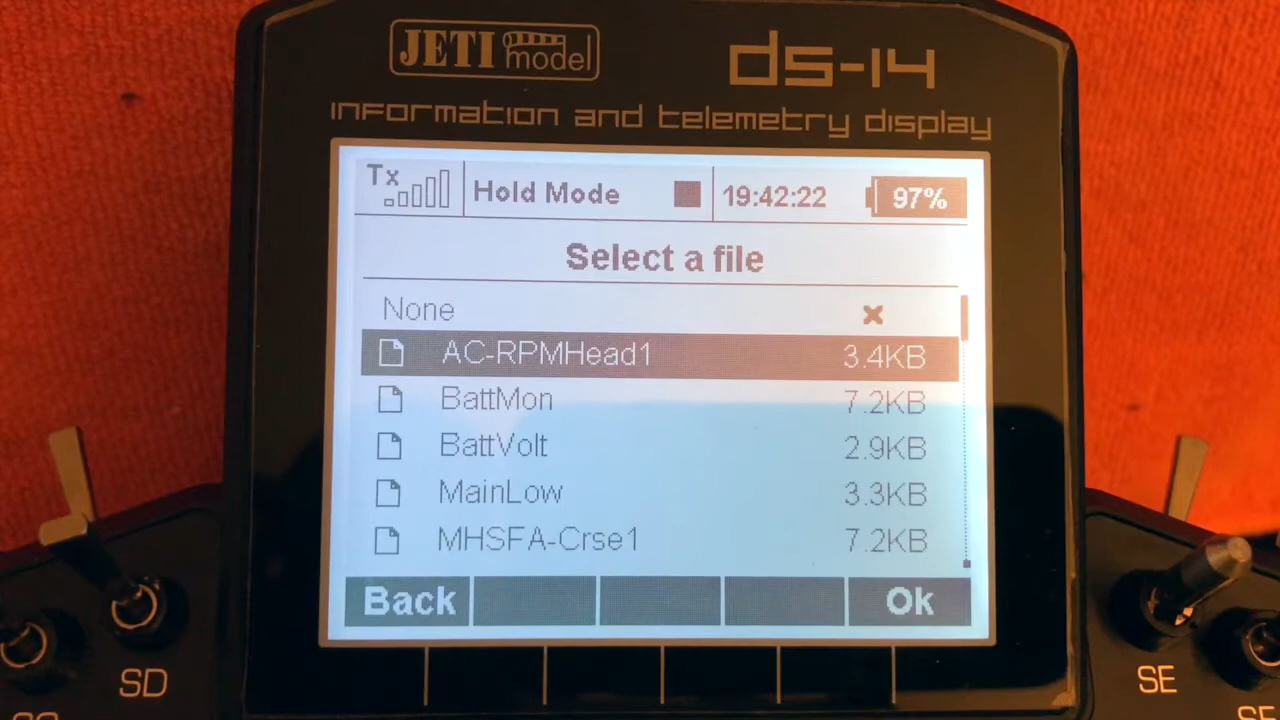 JETI model
ds-14
information and telemetry display
Tx Hold Mode 19:42:22 97%
Select a file
None
AC-RPMHead1 3.4KB
BattMon 7.2KB
BattVolt 2.9KB
MainLow 3.3KB
MHSFA-Crse1 7.2KB
Back Ok
SD
SE